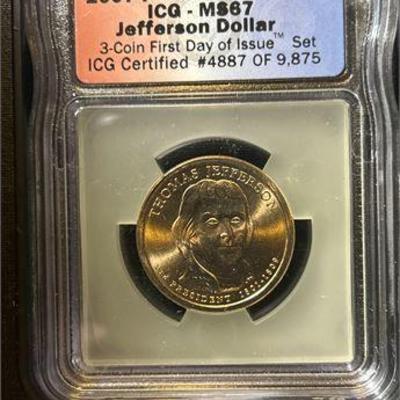 ICG - MS67
Jefferson Dollar
3-Coin First Day of Issue™ Set
ICG Certified #4887 OF 9,875
THOMAS JEFFERSON
PRESIDENT 1801-1809